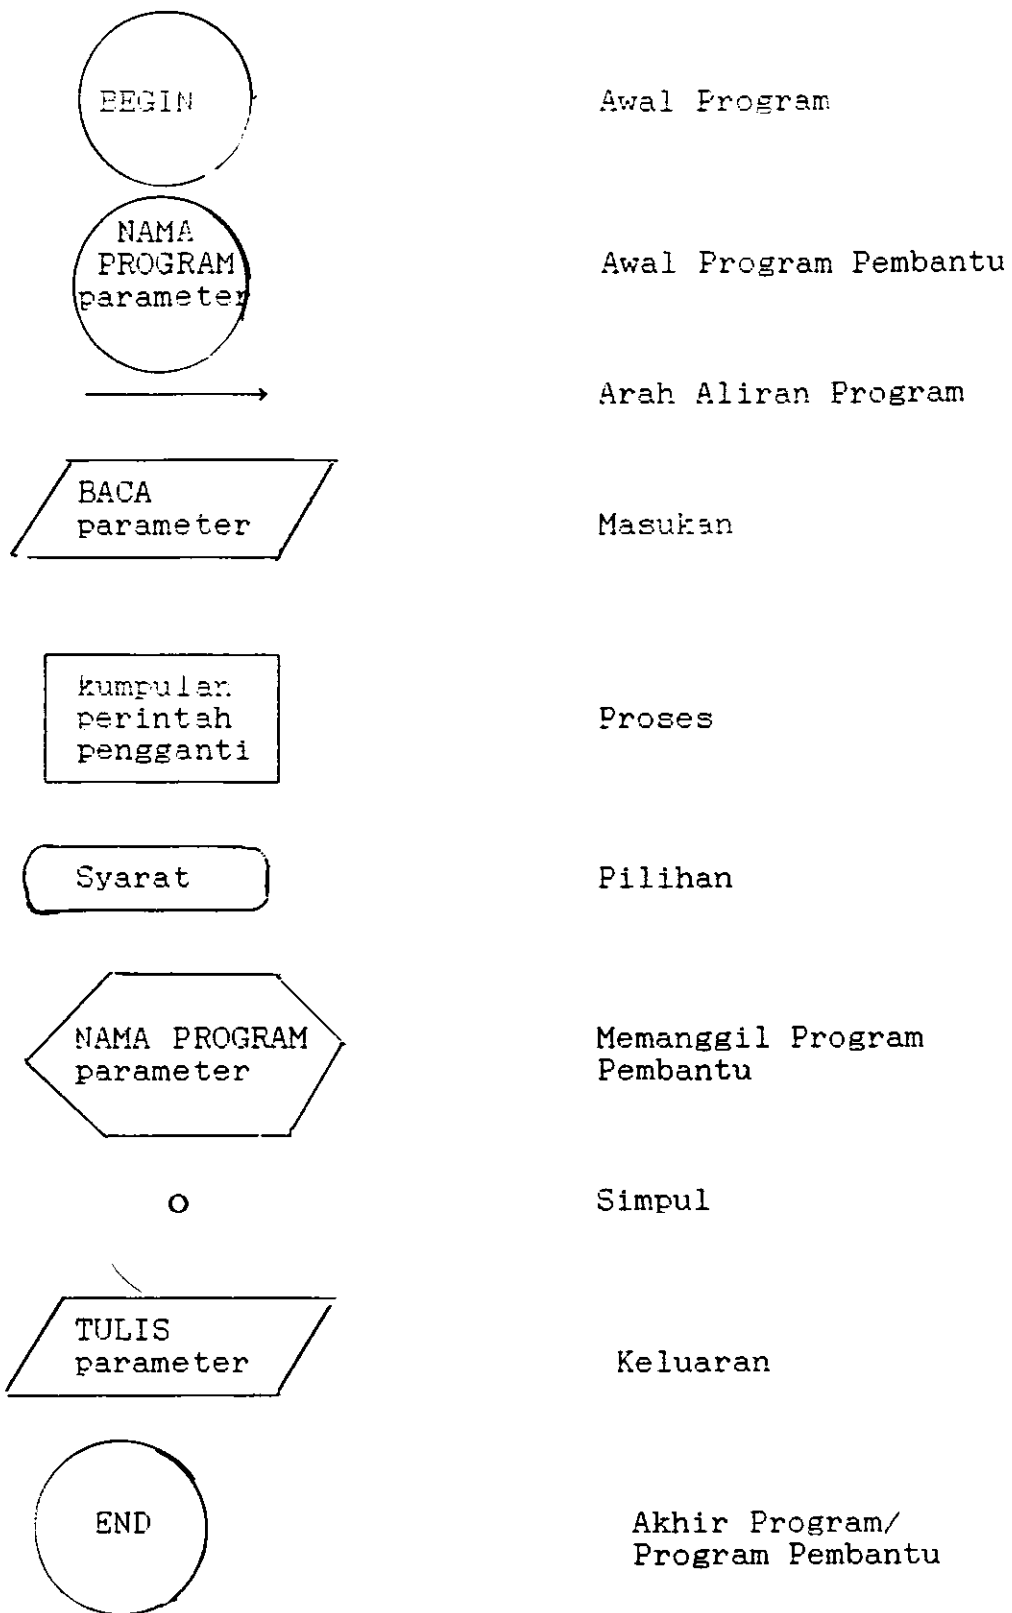 BEGIN
Awal Program
NAMA
PROGRAM
parameter
Awal Program Pembantu
Arah Aliran Program
BACA
parameter
Masukan
kumpulan
perintah
pengganti
Proses
Syarat
Pilihan
NAMA PROGRAM
parameter
Memanggil Program
Pembantu
Simpul
TULIS
parameter
Keluaran
END
Akhir Program/
Program Pembantu